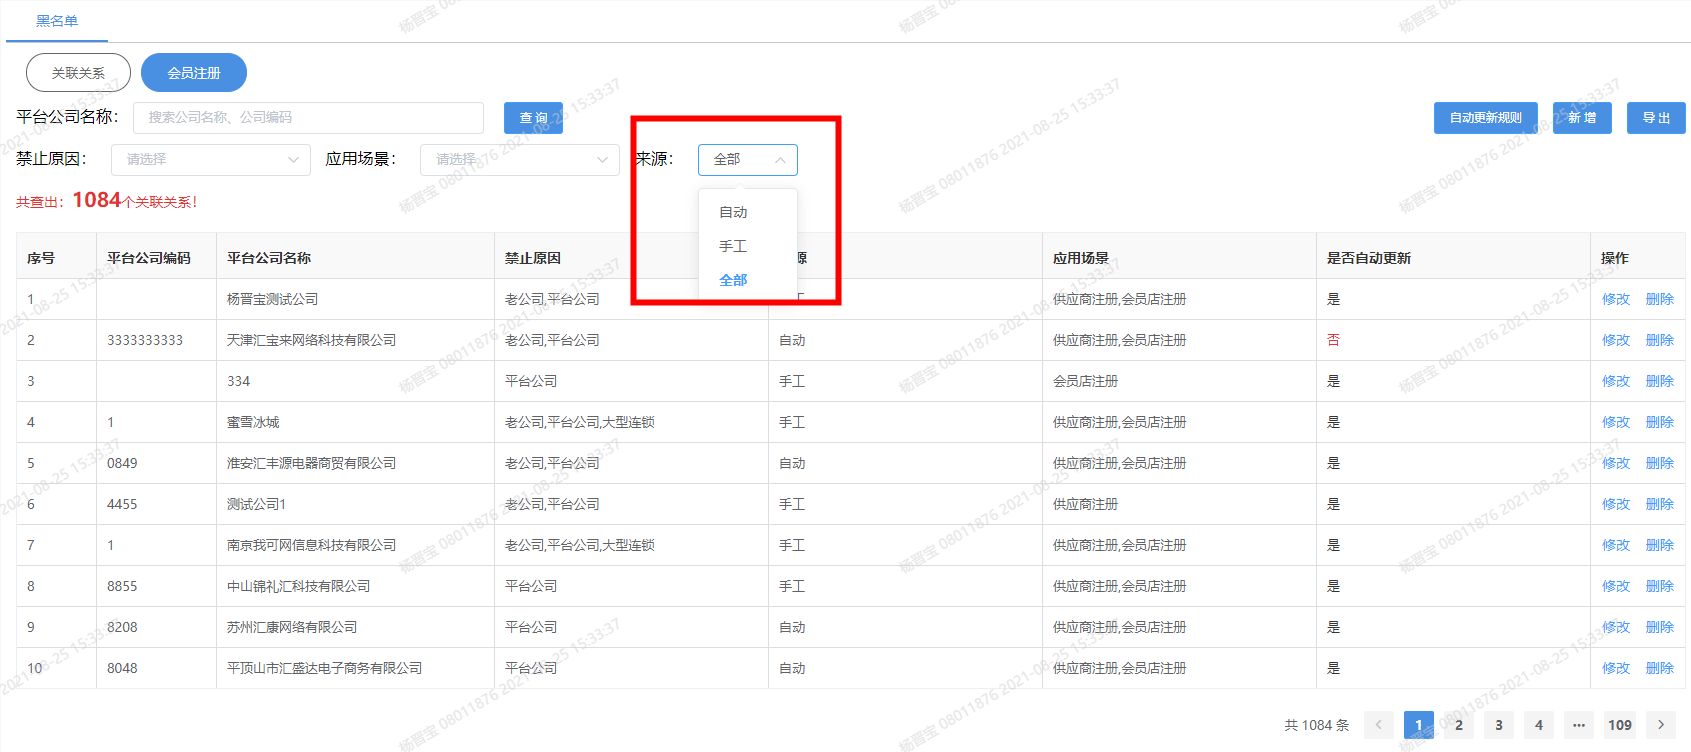 黑名单
关联关系 会员注册
平台公司名称： 搜索公司名称、公司编码 查 询 自动更新规则 新 增 导 出
禁止原因： 请选择 应用场景： 请选择 来源： 全部
自动
手工
全部
共查出：1084个关联关系！
序号 平台公司编码 平台公司名称 禁止原因 源 应用场景 是否自动更新 操作
1 杨晋宝测试公司 老公司,平台公司 工 供应商注册,会员店注册 是 修改 删除
2 3333333333 天津汇宝来网络科技有限公司 老公司,平台公司 自动 供应商注册,会员店注册 否 修改 删除
3 334 平台公司 手工 会员店注册 是 修改 删除
4 1 蜜雪冰城 老公司,平台公司,大型连锁 手工 供应商注册,会员店注册 是 修改 删除
5 0849 淮安汇丰源电器商贸有限公司 老公司,平台公司 自动 供应商注册,会员店注册 是 修改 删除
6 4455 测试公司1 老公司,平台公司 手工 供应商注册 是 修改 删除
7 1 南京我可网信息科技有限公司 老公司,平台公司,大型连锁 手工 供应商注册,会员店注册 是 修改 删除
8 8855 中山锦礼汇科技有限公司 平台公司 手工 供应商注册,会员店注册 是 修改 删除
9 8208 苏州汇康网络有限公司 平台公司 自动 供应商注册,会员店注册 是 修改 删除
10 8048 平顶山市汇盛达电子商务有限公司 平台公司 自动 供应商注册,会员店注册 是 修改 删除
共 1084 条 < 1 2 3 4 ··· 109 >
杨晋宝 08011876 2021-08-25 15:33:37